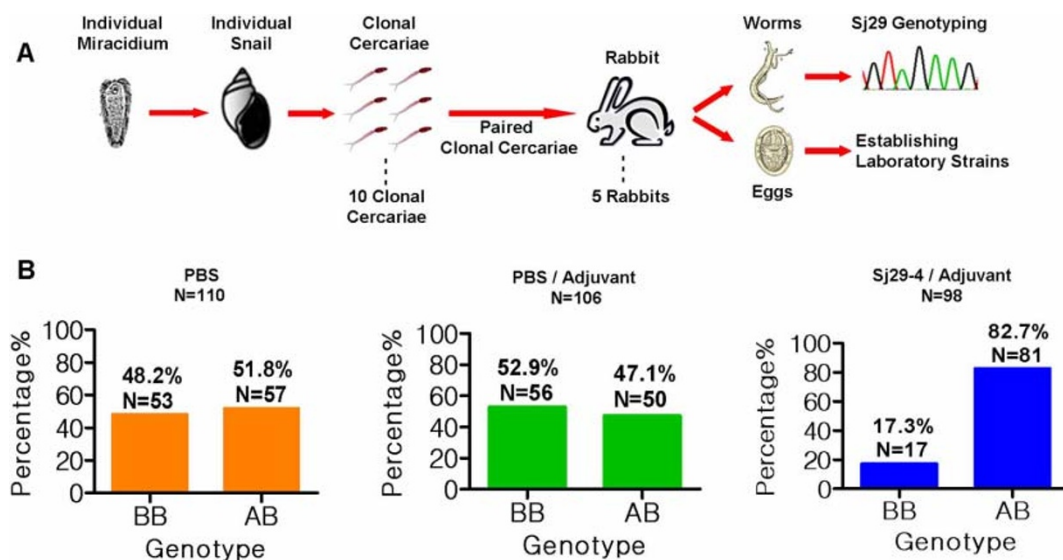 A
Individual
Miracidium
Individual
Snail
Clonal
Cercariae
10 Clonal
Cercariae
Paired
Clonal Cercariae
Rabbit
5 Rabbits
Worms
Eggs
Sj29 Genotyping
Establishing
Laboratory Strains
B
PBS
N=110
Percentage%
100
80
60
40
20
0
48.2%
N=53
51.8%
N=57
BB
AB
Genotype
PBS / Adjuvant
N=106
Percentage%
100
80
60
40
20
0
52.9%
N=56
47.1%
N=50
BB
AB
Genotype
Sj29-4 / Adjuvant
N=98
Percentage%
100
80
60
40
20
0
17.3%
N=17
82.7%
N=81
BB
AB
Genotype